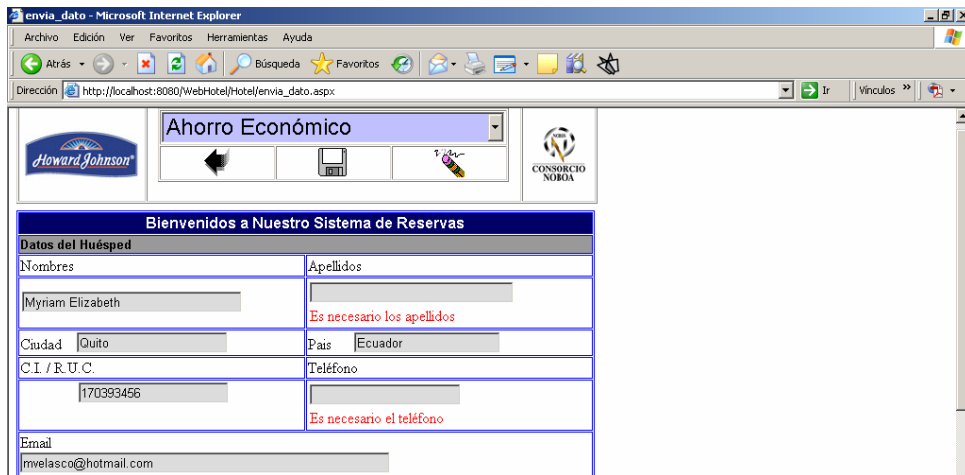 envia_dato - Microsoft Internet Explorer
Archivo Edición Ver Favoritos Herramientas Ayuda
Atrás Búsqueda Favoritos
Dirección http://localhost:8080/WebHotel/Hotel/envia_dato.aspx Ir Vínculos »
Ahorro Económico
Howard Johnson
NOBIS
CONSORCIO
NOBOA
Bienvenidos a Nuestro Sistema de Reservas
Datos del Huésped
Nombres Apellidos
Myriam Elizabeth
Es necesario los apellidos
Ciudad Quito Pais Ecuador
C.I. / R.U.C. Teléfono
170393456
Es necesario el teléfono
Email
mvelasco@hotmail.com